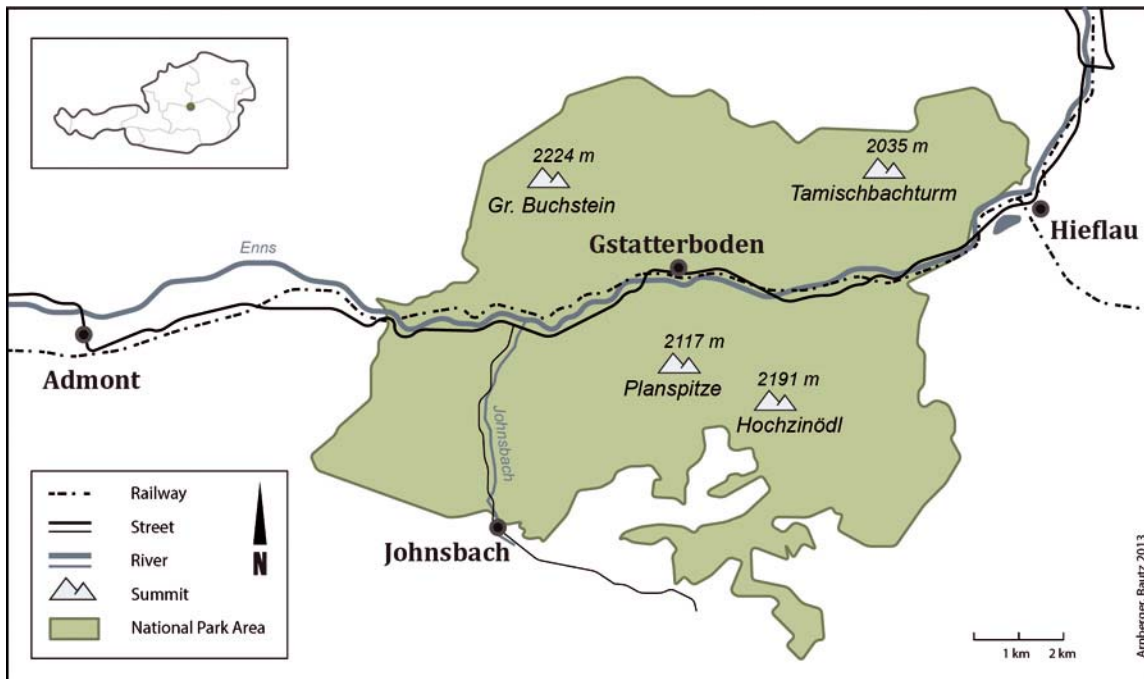 2224 m
Gr. Buchstein
2035 m
Tamischbachturm
Hieflau
Gstatterboden
Enns
Admont
2117 m
Planspitze
2191 m
Hochzinödl
Johnsbach
Johnsbach
Railway
Street
River
Summit
National Park Area
N
1 km 2 km
Arnberger, Bautz 2013